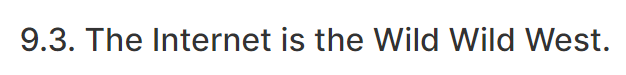 9.3. The Internet is the Wild Wild West.